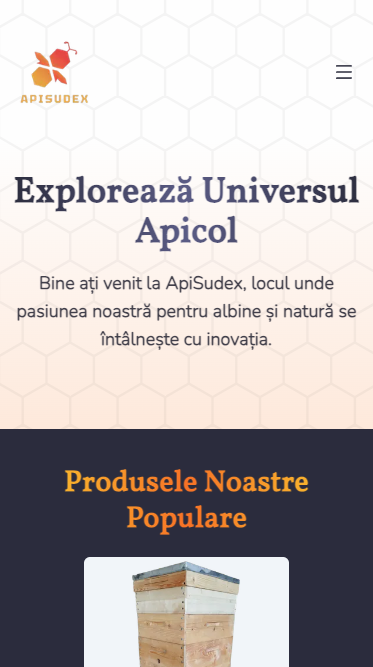 APISUDEX
Explorează Universul
Apicol
Bine ați venit la ApiSudex, locul unde
pasiunea noastră pentru albine și natură se
întâlnește cu inovația.
Produsele Noastre
Populare